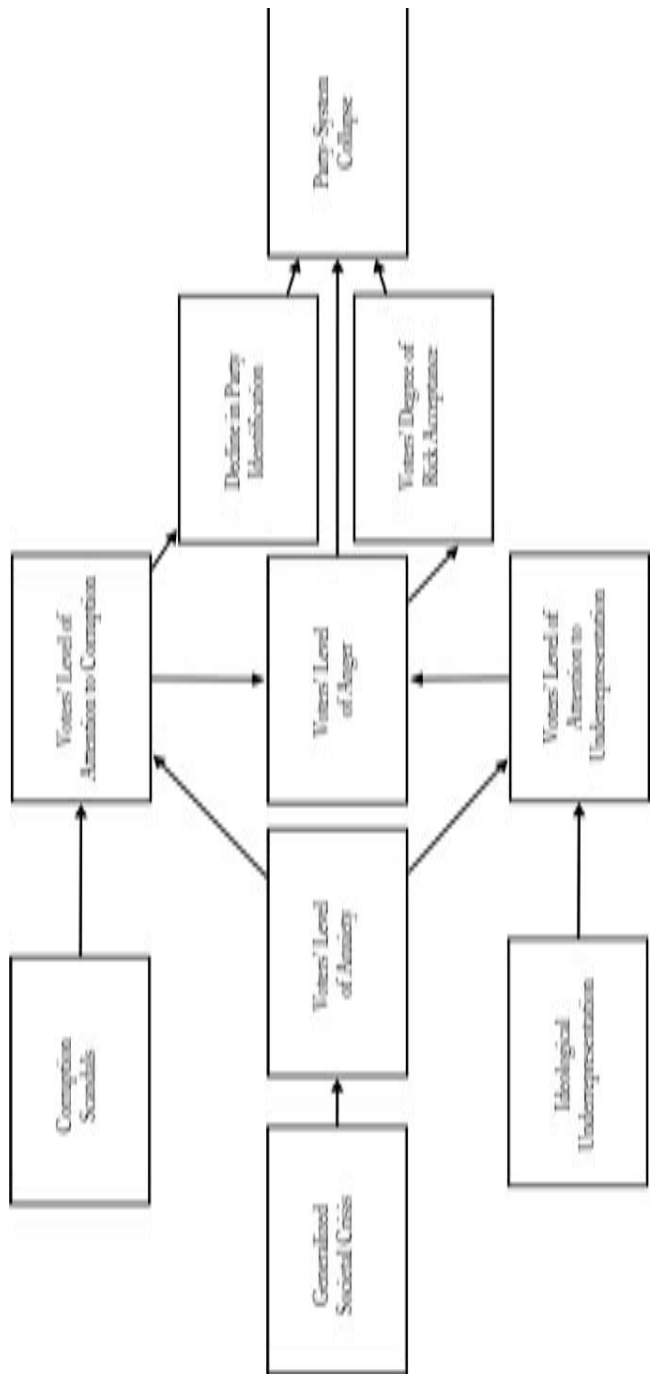 Corruption
Scandals
Voters' Level of
Attention to Corruption
Decline in Party
Identification
Generalized
Societal Crisis
Voters' Level
of Anxiety
Voters' Level
of Anger
Voters' Degree of
Risk Acceptance
Party-System
Collapse
Ideological
Underrepresentation
Voters' Level of
Attention to
Underrepresentation